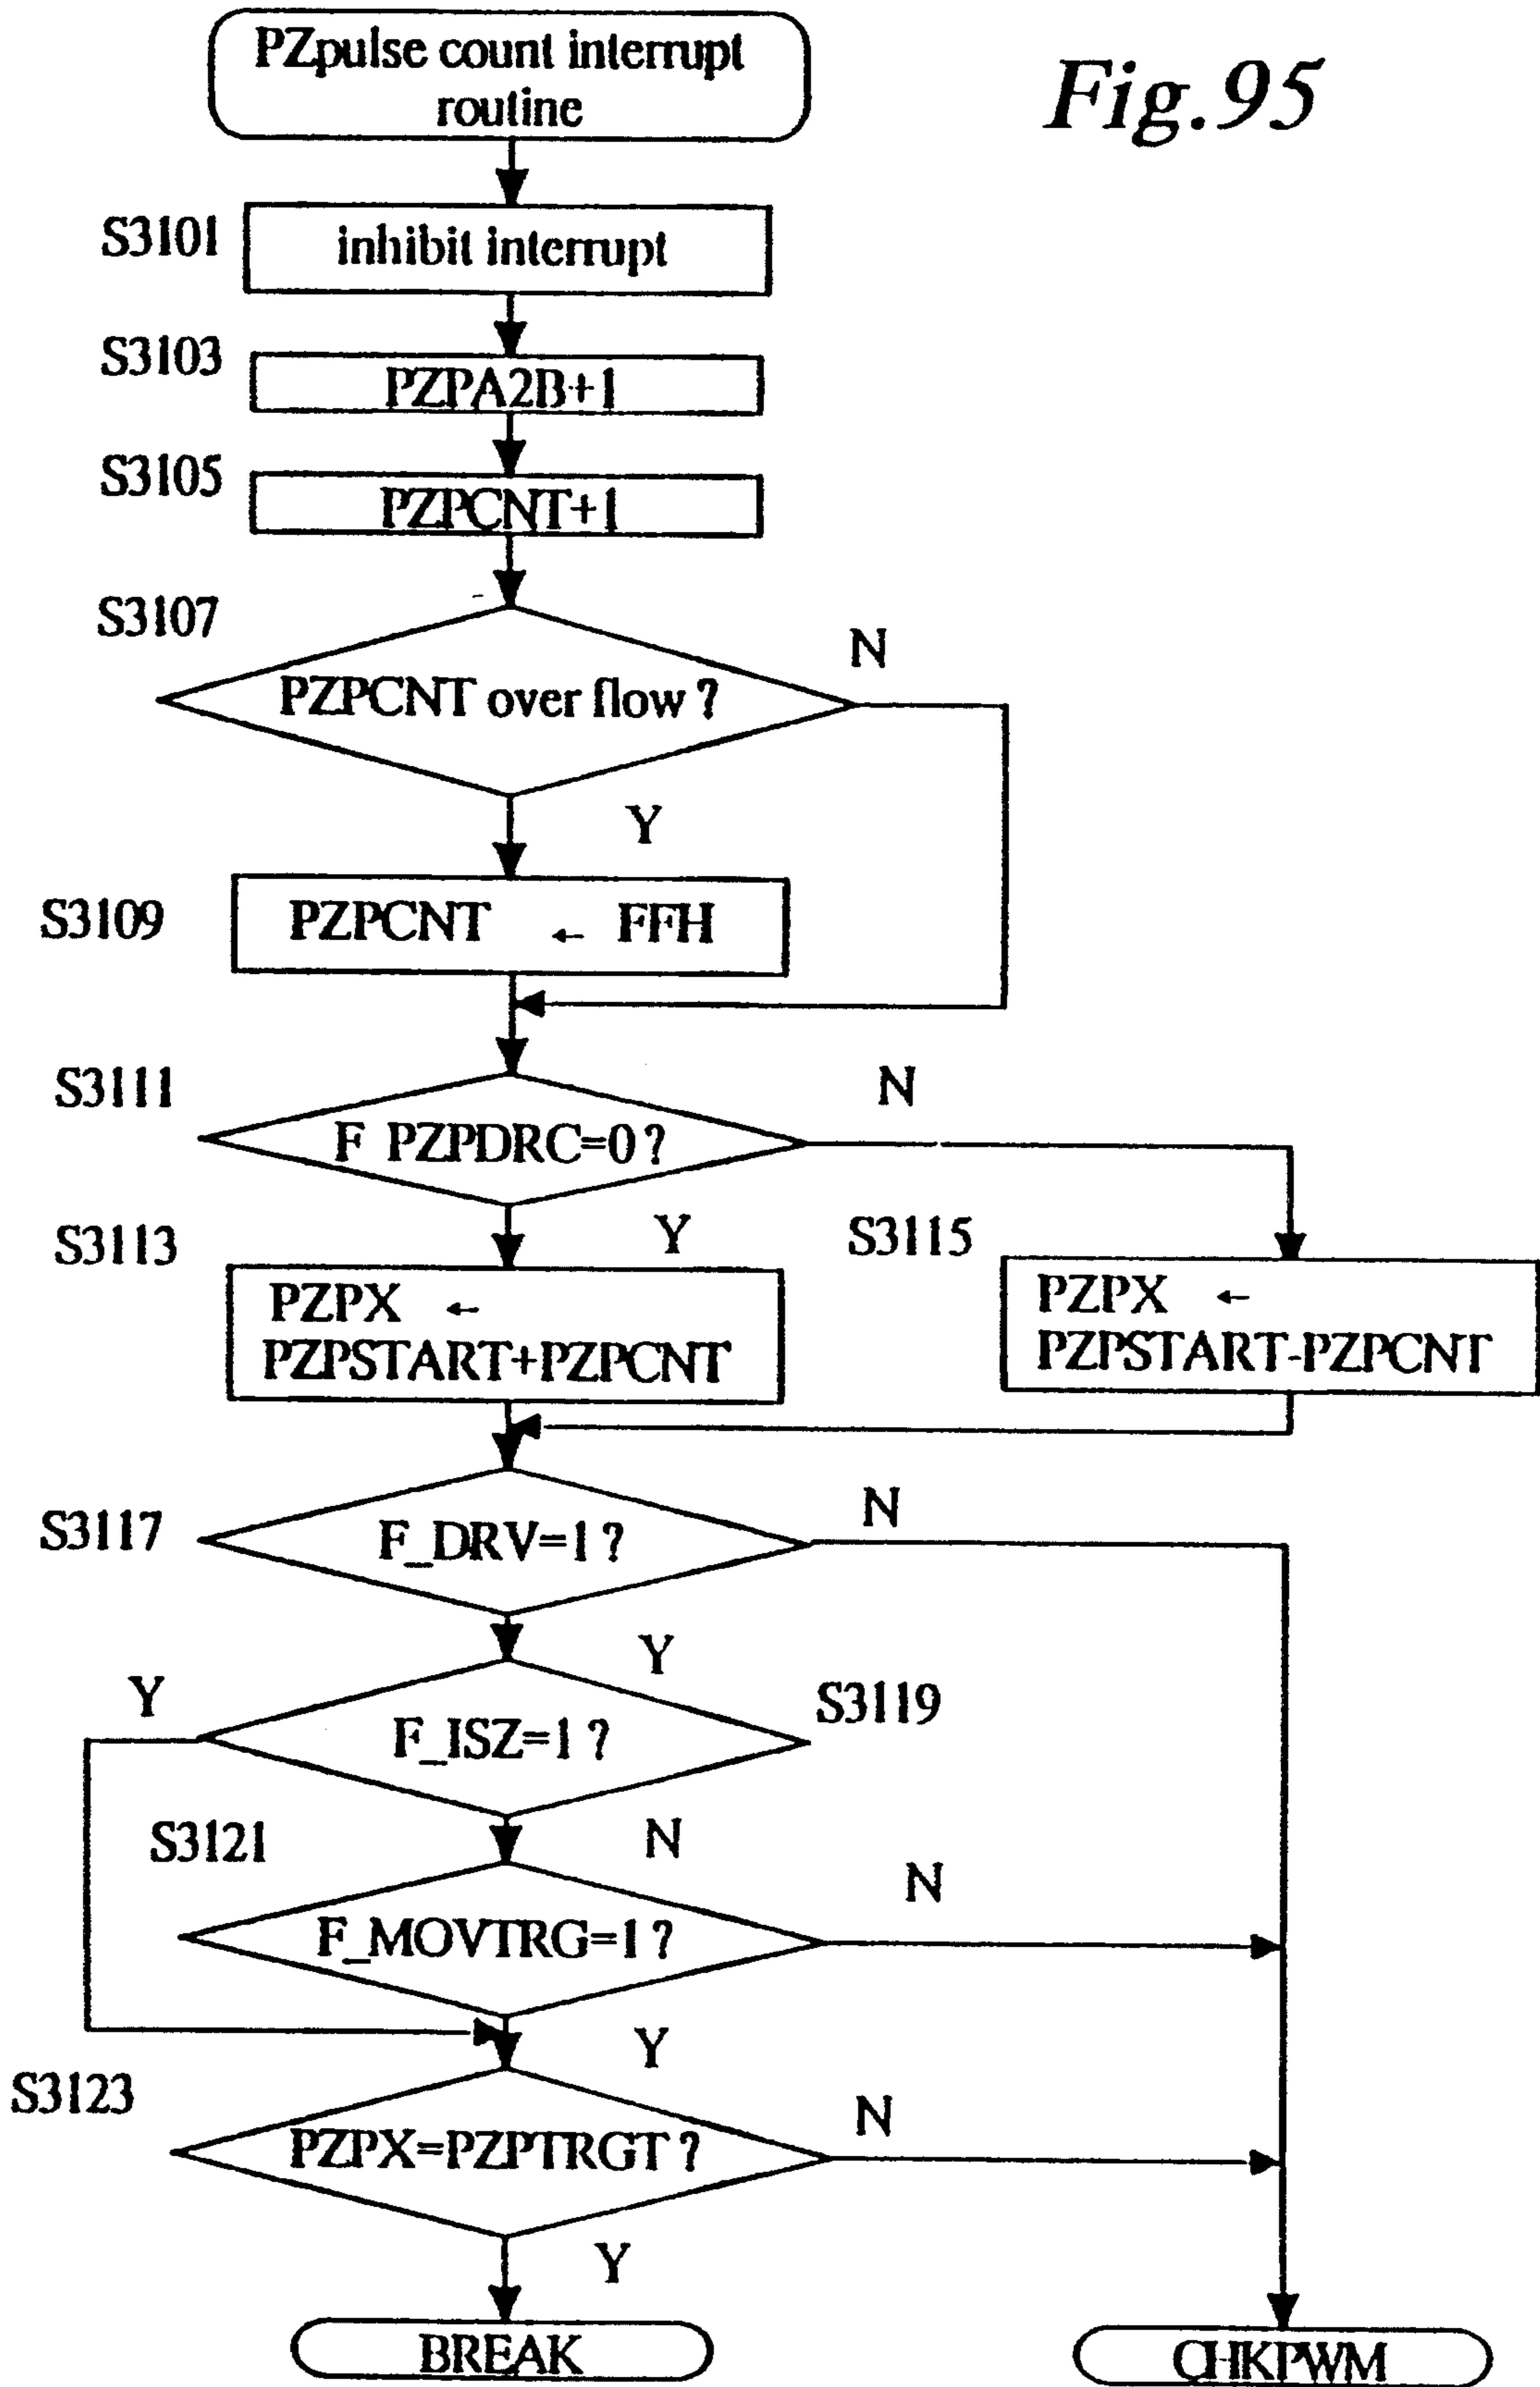 PZpulse count interrupt
routine
Fig.95
S3101
inhibit interrupt
S3103
PZPA2B+1
S3105
PZPCNT+1
S3107
PZPCNT over flow ?
N
Y
S3109
PZPCNT ← FFH
S3111
F PZPDRC=0 ?
N
S3113
Y
PZPX ←
PZPSTART+PZPCNT
S3115
PZPX ←
PZPSTART-PZPCNT
S3117
F_DRV=1 ?
N
Y
Y
S3119
F_ISZ=1 ?
S3121
N
F_MOVTRG=1 ?
N
Y
S3123
PZPX=PZPTRGT ?
N
Y
BREAK
CHKPWM